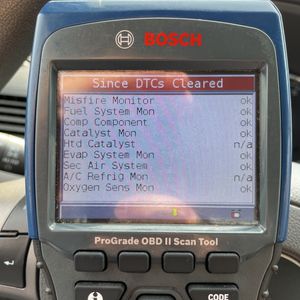 BOSCH
Since DTCs Cleared
Misfire Monitor ok
Fuel System Mon ok
Comp Component ok
Catalyst Mon ok
Htd Catalyst n/a
Evap System Mon ok
Sec Air System ok
A/C Refrig Mon n/a
Oxygen Sens Mon ok
ProGrade OBD II Scan Tool
CODE